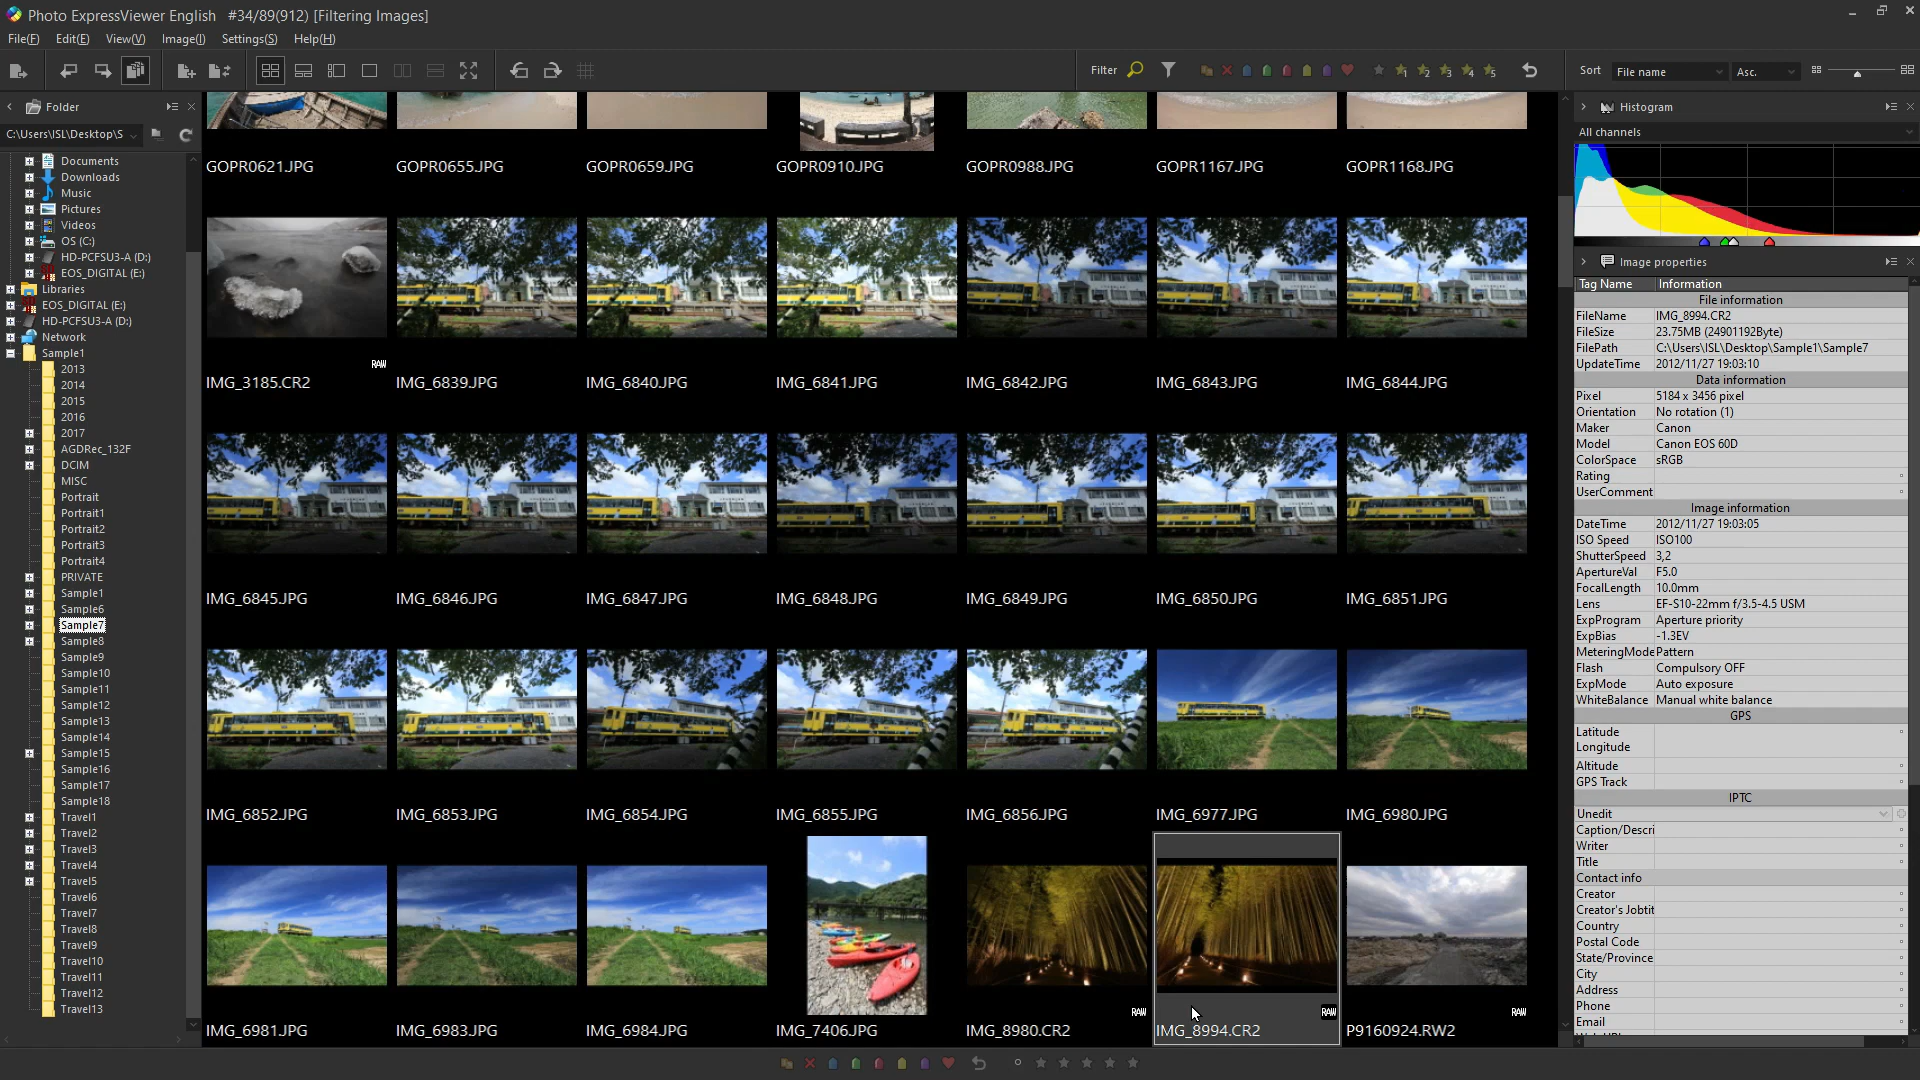 Photo ExpressViewer English #34/89(912) [Filtering Images]
File(F) Edit(E) View(V) Image(I) Settings(S) Help(H)
Filter 1 2 3 4 5 Sort File name Asc.
Folder
C:\Users\ISL\Desktop\S
Documents
Downloads
Music
Pictures
Videos
OS (C:)
HD-PCFSU3-A (D:)
EOS_DIGITAL (E:)
Libraries
EOS_DIGITAL (E:)
HD-PCFSU3-A (D:)
Network
Sample1
2013
2014
2015
2016
2017
AGDRec_132F
DCIM
MISC
Portrait
Portrait1
Portrait2
Portrait3
Portrait4
PRIVATE
Sample1
Sample6
Sample7
Sample8
Sample9
Sample10
Sample11
Sample12
Sample13
Sample14
Sample15
Sample16
Sample17
Sample18
Travel1
Travel2
Travel3
Travel4
Travel5
Travel6
Travel7
Travel8
Travel9
Travel10
Travel11
Travel12
Travel13
GOPR0621.JPG GOPR0655.JPG GOPR0659.JPG GOPR0910.JPG GOPR0988.JPG GOPR1167.JPG GOPR1168.JPG
RAW
IMG_3185.CR2 IMG_6839.JPG IMG_6840.JPG IMG_6841.JPG IMG_6842.JPG IMG_6843.JPG IMG_6844.JPG
IMG_6845.JPG IMG_6846.JPG IMG_6847.JPG IMG_6848.JPG IMG_6849.JPG IMG_6850.JPG IMG_6851.JPG
IMG_6852.JPG IMG_6853.JPG IMG_6854.JPG IMG_6855.JPG IMG_6856.JPG IMG_6977.JPG IMG_6980.JPG
RAW RAW RAW
IMG_6981.JPG IMG_6983.JPG IMG_6984.JPG IMG_7406.JPG IMG_8980.CR2 IMG_8994.CR2 P9160924.RW2
Histogram
All channels
Image properties
Tag Name Information
File information
FileName IMG_8994.CR2
FileSize 23.75MB (24901192Byte)
FilePath C:\Users\ISL\Desktop\Sample1\Sample7
UpdateTime 2012/11/27 19:03:10
Data information
Pixel 5184 x 3456 pixel
Orientation No rotation (1)
Maker Canon
Model Canon EOS 60D
ColorSpace sRGB
Rating
UserComment
Image information
DateTime 2012/11/27 19:03:05
ISO Speed ISO100
ShutterSpeed 3,2
ApertureVal F5.0
FocalLength 10.0mm
Lens EF-S10-22mm f/3.5-4.5 USM
ExpProgram Aperture priority
ExpBias -1.3EV
MeteringMode Pattern
Flash Compulsory OFF
ExpMode Auto exposure
WhiteBalance Manual white balance
GPS
Latitude
Longitude
Altitude
GPS Track
IPTC
Unedit
Caption/Descri
Writer
Title
Contact info
Creator
Creator's Jobtit
Country
Postal Code
State/Province
City
Address
Phone
Email